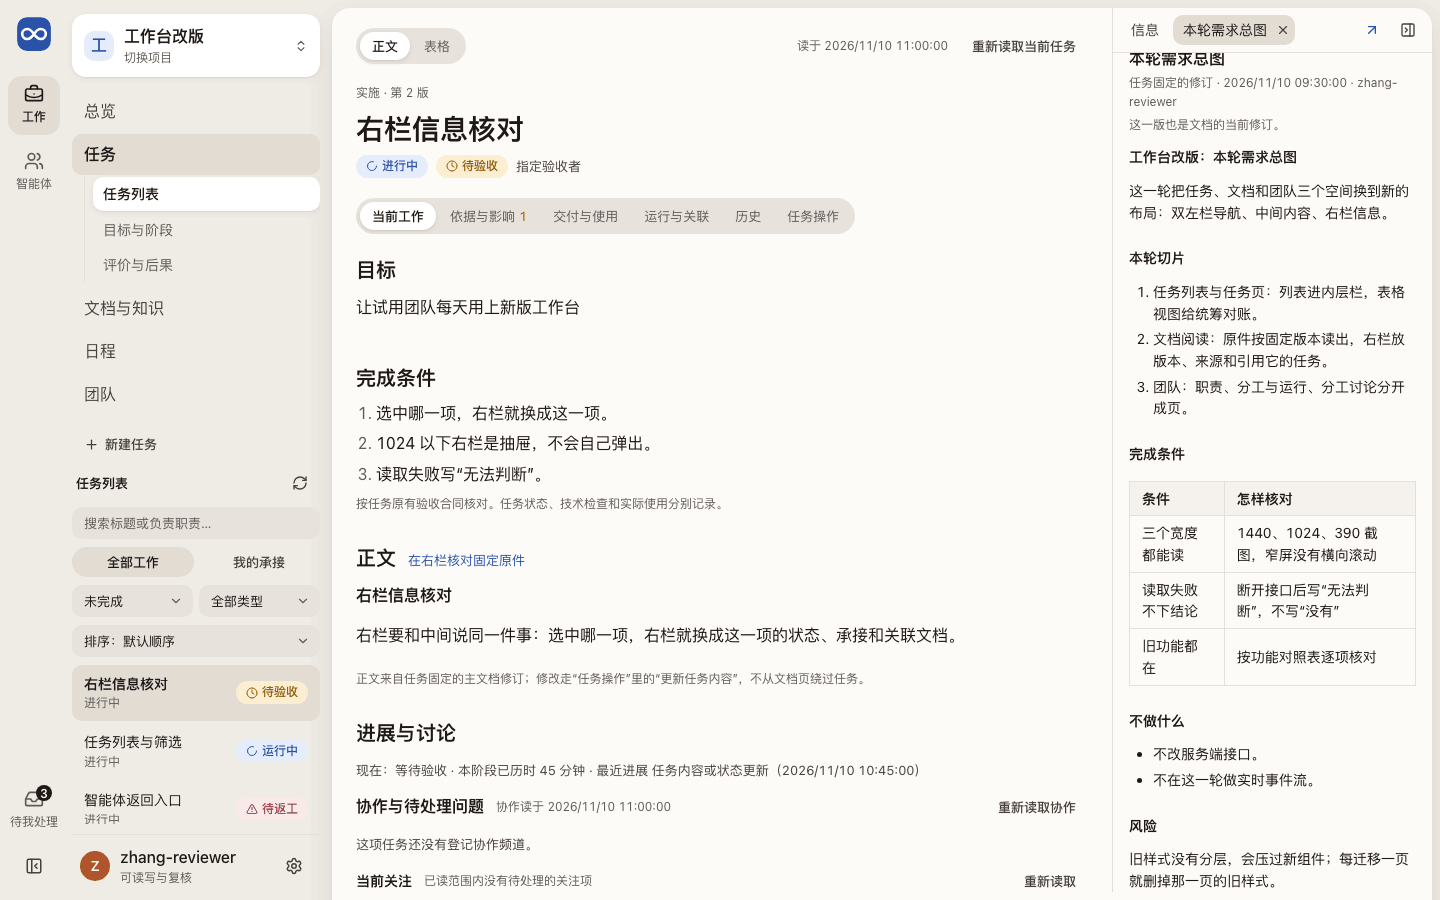 工作
智能体
3
待我处理
工
工作台改版
切换项目
总览
任务
任务列表
目标与阶段
评价与后果
文档与知识
日程
团队
新建任务
任务列表
搜索标题或负责职责...
全部工作
我的承接
未完成
全部类型
排序：默认顺序
右栏信息核对
进行中
待验收
任务列表与筛选
进行中
运行中
智能体返回入口
进行中
待返工
Z
zhang-reviewer
可读写与复核
正文
表格
读于 2026/11/10 11:00:00
重新读取当前任务
实施 · 第 2 版
右栏信息核对
进行中
待验收
指定验收者
当前工作
依据与影响 1
交付与使用
运行与关联
历史
任务操作
目标
让试用团队每天用上新版工作台
完成条件
1. 选中哪一项，右栏就换成这一项。
2. 1024 以下右栏是抽屉，不会自己弹出。
3. 读取失败写“无法判断”。
按任务原有验收合同核对。任务状态、技术检查和实际使用分别记录。
正文
在右栏核对固定原件
右栏信息核对
右栏要和中间说同一件事：选中哪一项，右栏就换成这一项的状态、承接和关联文档。
正文来自任务固定的主文档修订；修改走“任务操作”里的“更新任务内容”，不从文档页绕过任务。
进展与讨论
现在：等待验收 · 本阶段已历时 45 分钟 · 最近进展 任务内容或状态更新（2026/11/10 10:45:00）
协作与待处理问题
协作读于 2026/11/10 11:00:00
重新读取协作
这项任务还没有登记协作频道。
当前关注
已读范围内没有待处理的关注项
重新读取
信息
本轮需求总图
本轮需求总图
任务固定的修订 · 2026/11/10 09:30:00 · zhang-
reviewer
这一版也是文档的当前修订。
工作台改版：本轮需求总图
这一轮把任务、文档和团队三个空间换到新的
布局：双左栏导航、中间内容、右栏信息。
本轮切片
1. 任务列表与任务页：列表进内层栏，表格
视图给统筹对账。
2. 文档阅读：原件按固定版本读出，右栏放
版本、来源和引用它的任务。
3. 团队：职责、分工与运行、分工讨论分开
成页。
完成条件
条件
怎样核对
三个宽度
都能读
1440、1024、390 截
图，窄屏没有横向滚动
读取失败
不下结论
断开接口后写“无法判
断”，不写“没有”
旧功能都
在
按功能对照表逐项核对
不做什么
• 不改服务端接口。
• 不在这一轮做实时事件流。
风险
旧样式没有分层，会压过新组件；每迁移一页
就删掉那一页的旧样式。